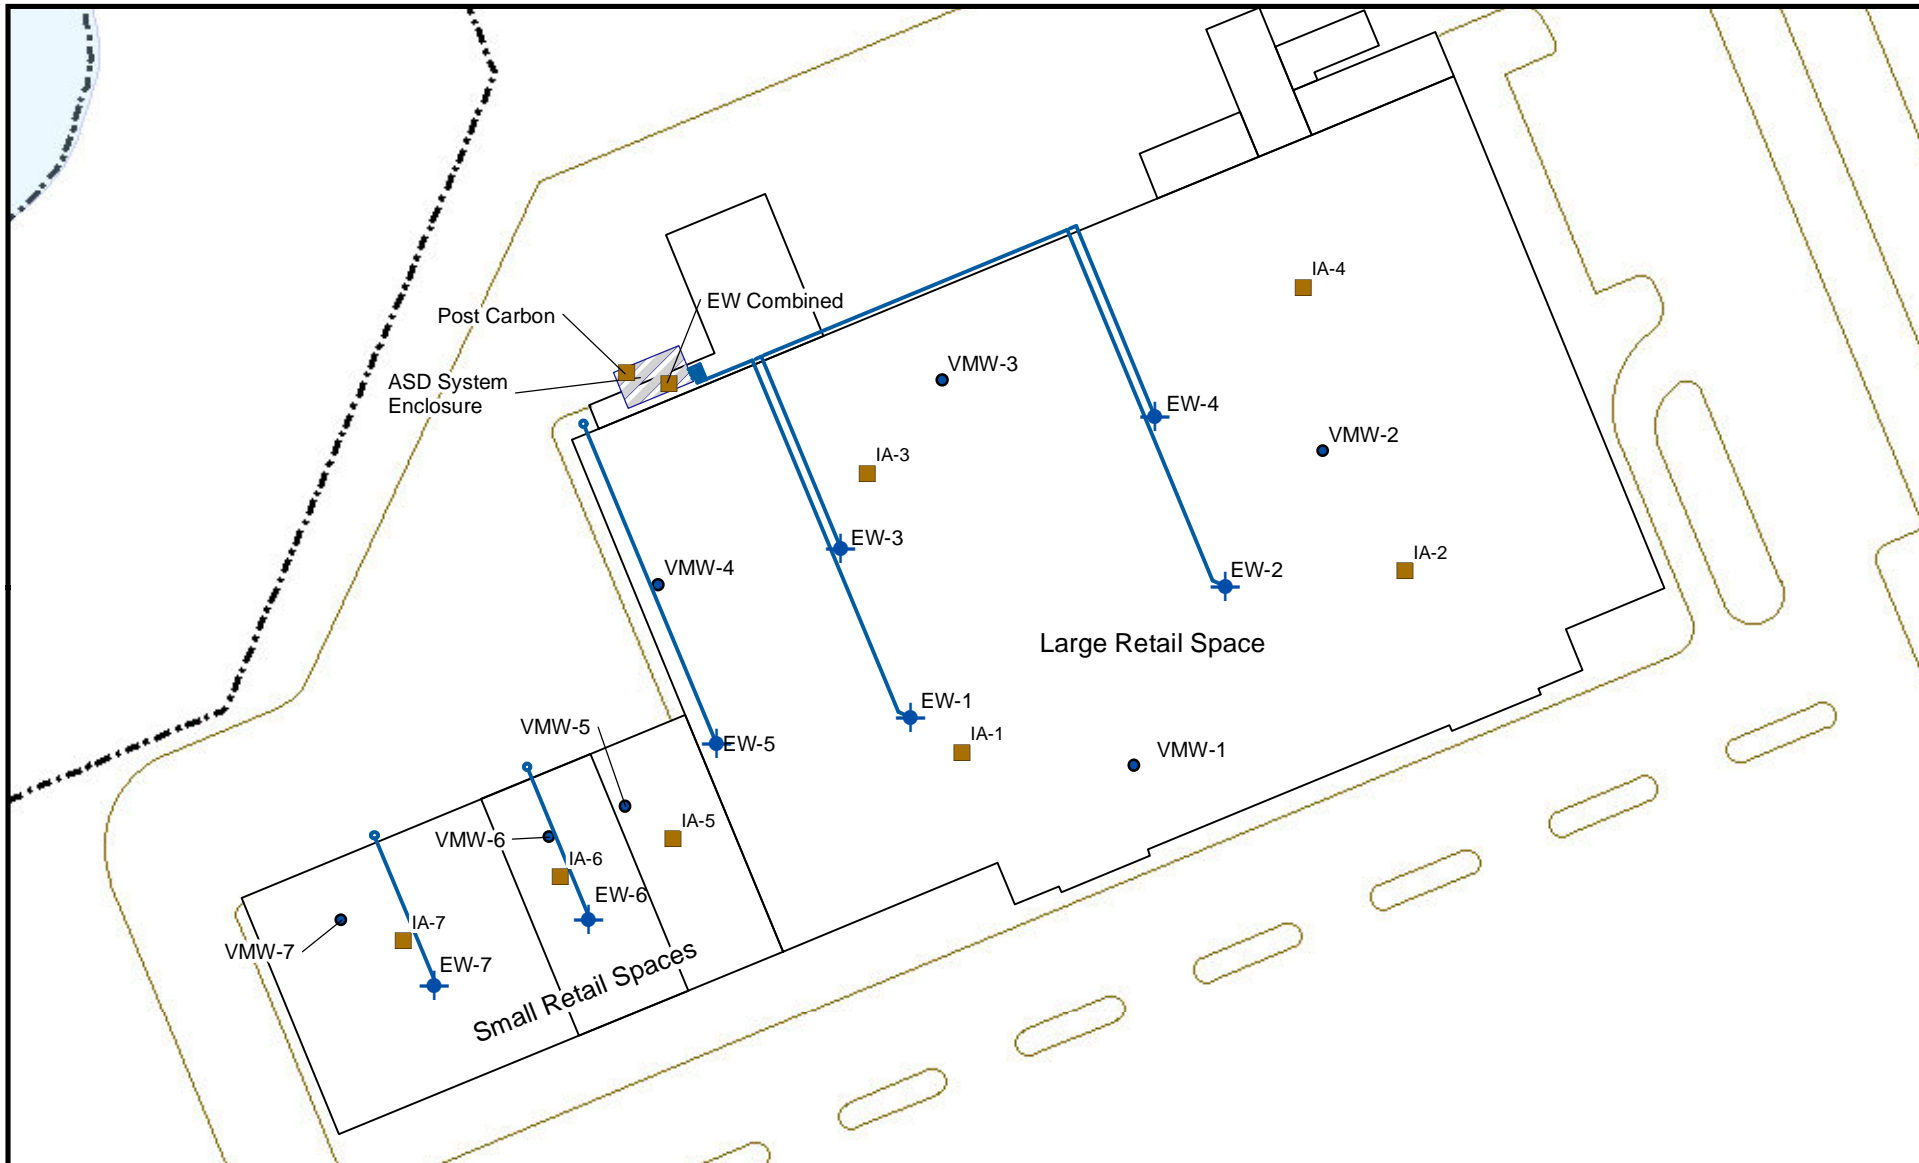 IA-4
EW Combined
Post Carbon
VMW-3
ASD System
Enclosure
EW-4
VMW-2
IA-3
EW-3
IA-2
VMW-4
EW-2
Large Retail Space
EW-1
VMW-5
IA-1
EW-5
VMW-1
IA-5
VMW-6
IA-6
EW-6
IA-7
VMW-7
EW-7
Small Retail Spaces